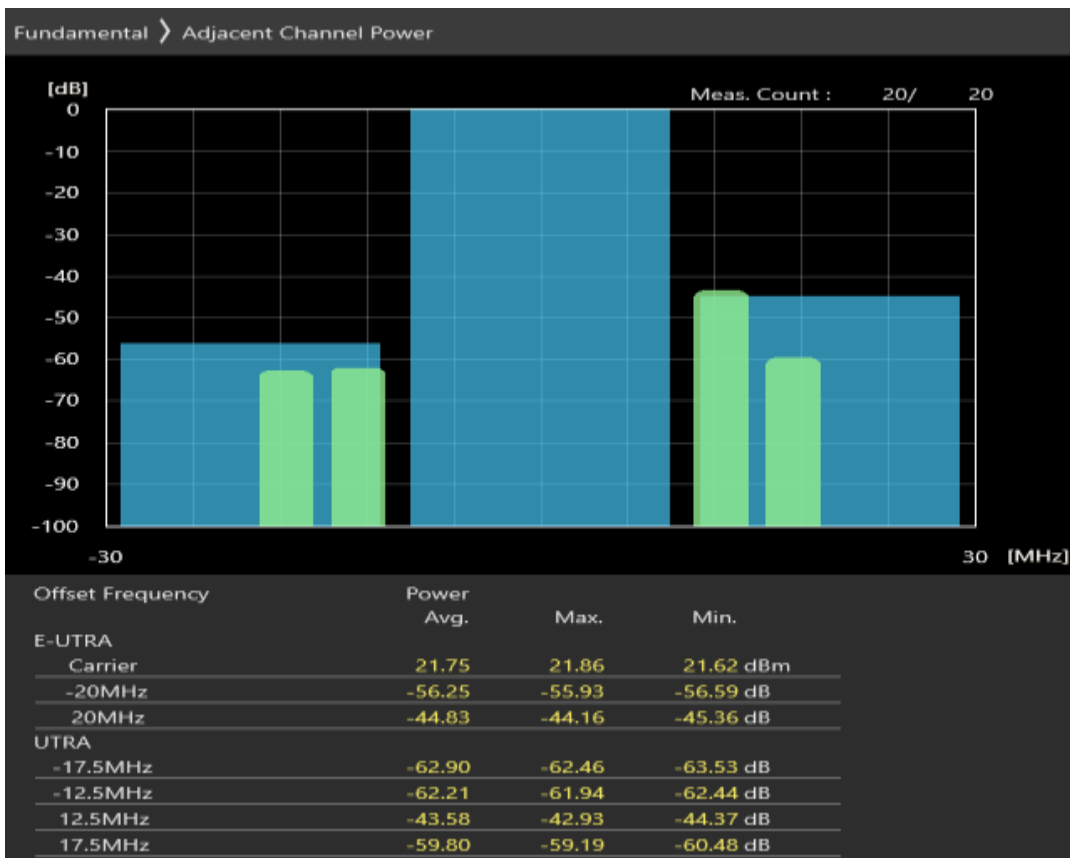 Fundamental 〉 Adjacent Channel Power
[dB]
Meas. Count : 20/ 20
0
-10
-20
-30
-40
-50
-60
-70
-80
-90
-100
-30 30 [MHz]
Offset Frequency Power
Avg. Max. Min.
E-UTRA
Carrier 21.75 21.86 21.62 dBm
-20MHz -56.25 -55.93 -56.59 dB
20MHz -44.83 -44.16 -45.36 dB
UTRA
-17.5MHz -62.90 -62.46 -63.53 dB
-12.5MHz -62.21 -61.94 -62.44 dB
12.5MHz -43.58 -42.93 -44.37 dB
17.5MHz -59.80 -59.19 -60.48 dB